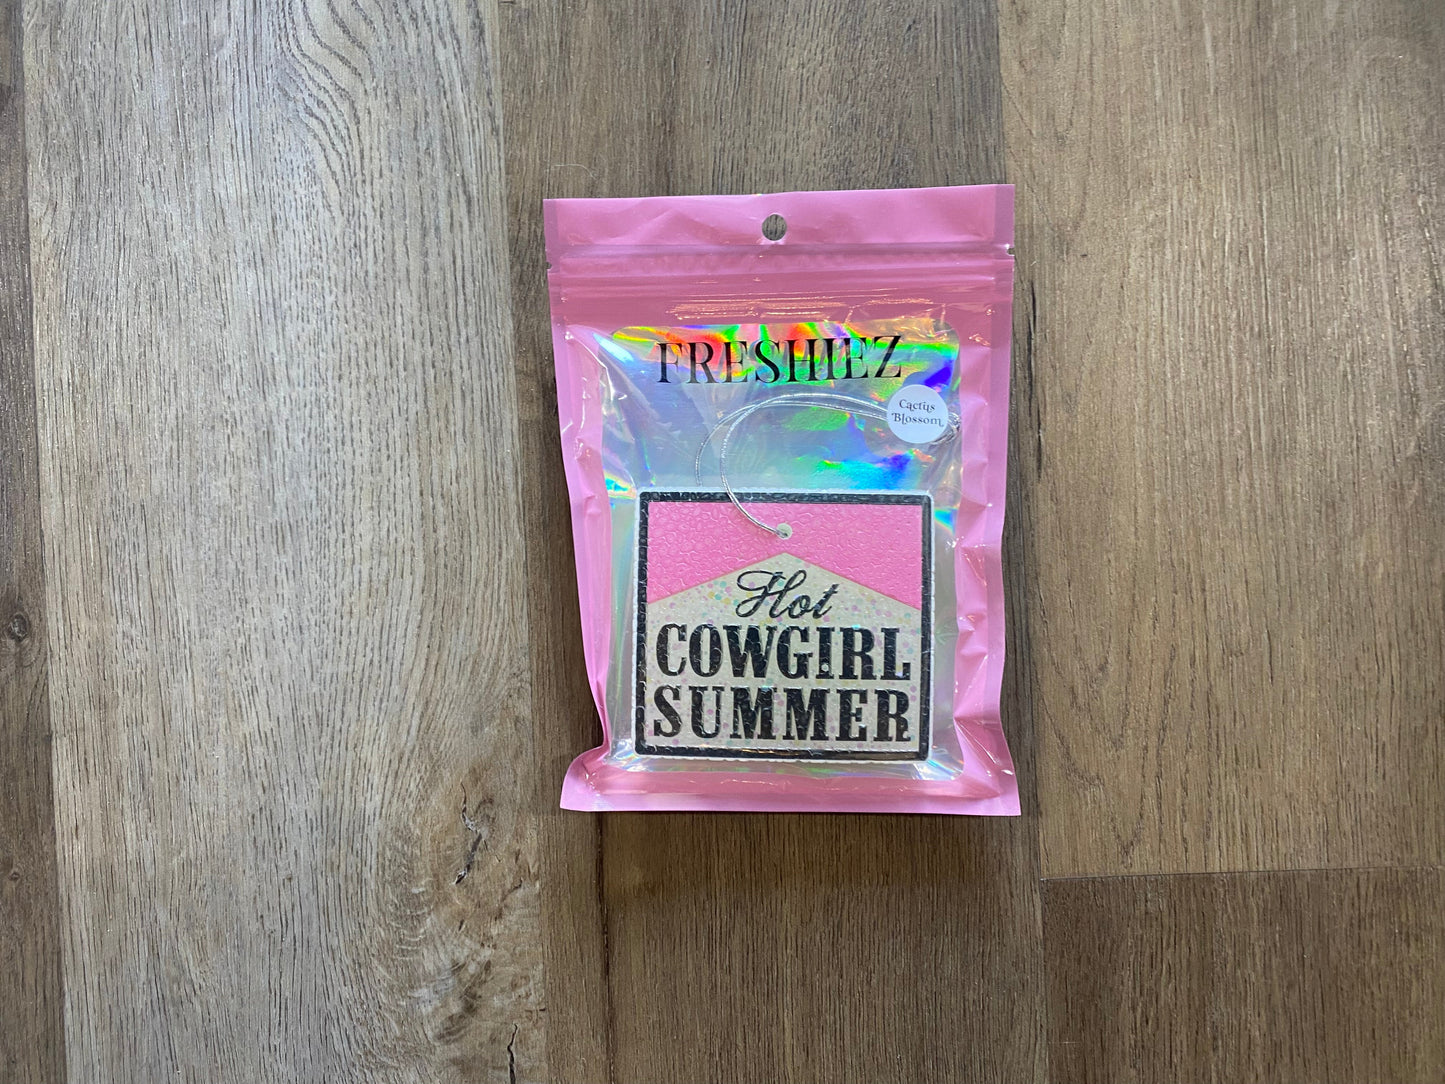 FRESHIEZ
Cactus
Blossom
Hot
COWGIRL
SUMMER